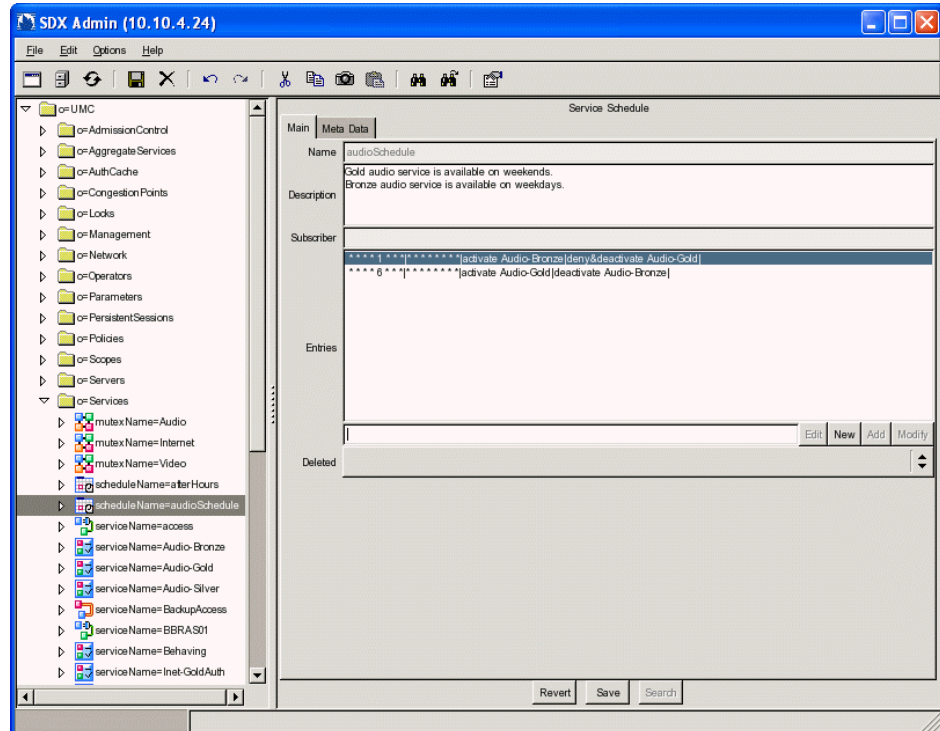 SDX Admin (10.10.4.24)
File Edit Options Help
o=UMC
o=AdmissionControl
o=AggregateServices
o=AuthCache
o=CongestionPoints
o=Locks
o=Management
o=Network
o=Operators
o=Parameters
o=PersistentSessions
o=Policies
o=Scopes
o=Servers
o=Services
mutexName=Audio
mutexName=Internet
mutexName=Video
scheduleName=afterHours
scheduleName=audioSchedule
serviceName=access
serviceName=Audio-Bronze
serviceName=Audio-Gold
serviceName=Audio-Silver
serviceName=BackupAccess
serviceName=BBRAS01
serviceName=Behaving
serviceName=Inet-GoldAuth
Service Schedule
Main Meta Data
Name audioSchedule
Description
Gold audio service is available on weekends.
Bronze audio service is available on weekdays.
Subscriber
Entries
* * * * 1 * * *|* * * * * * * *|activate Audio-Bronze|deny&deactivate Audio-Gold|
* * * * 6 * * *|* * * * * * * *|activate Audio-Gold|deactivate Audio-Bronze|
Edit New Add Modify
Deleted
Revert Save Search